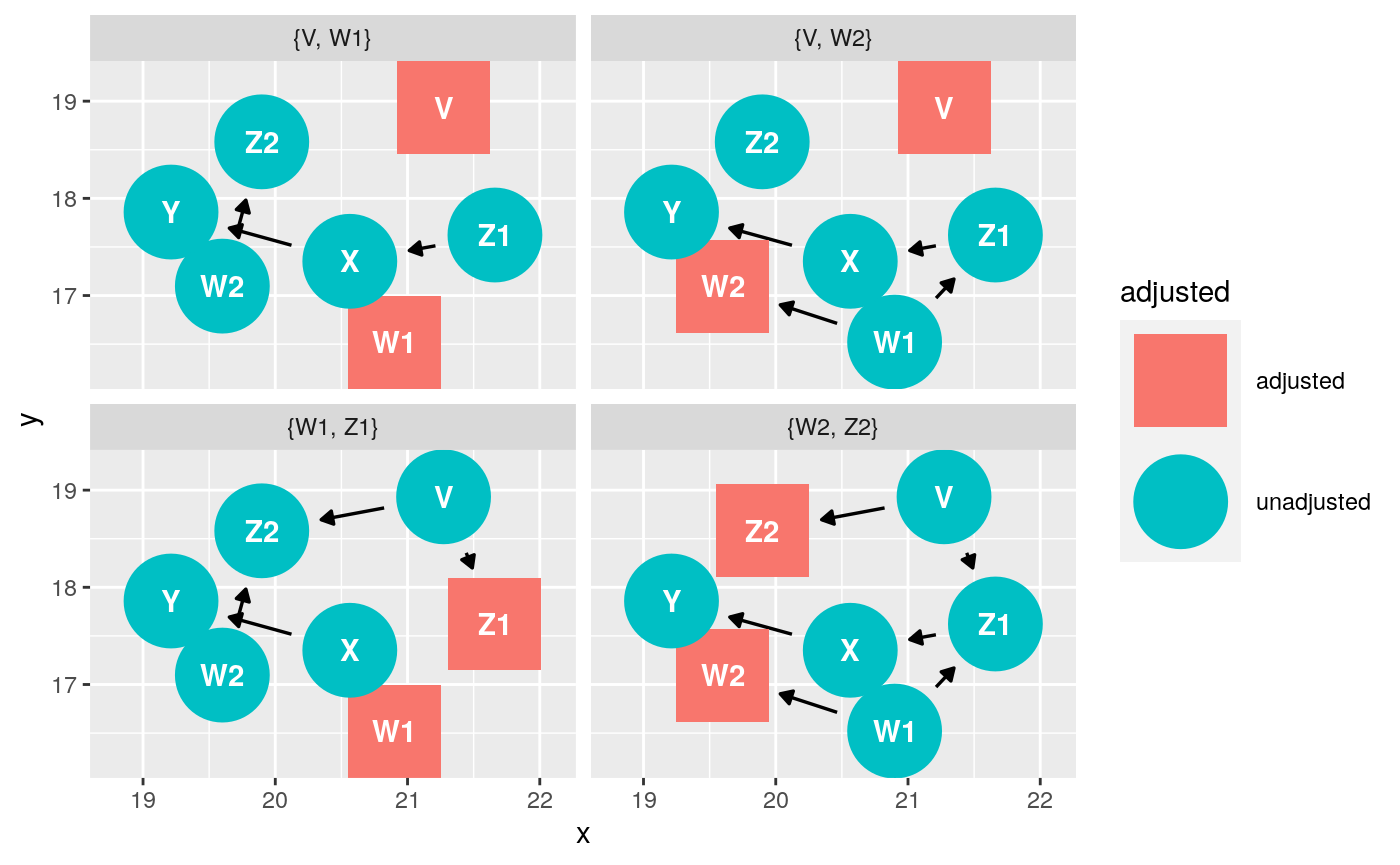 {V, W1}
{V, W2}
19
18
17
V
Z2
Y
Z1
X
W2
W1
V
Z2
Y
Z1
X
W2
W1
adjusted
adjusted
unadjusted
y
{W1, Z1}
{W2, Z2}
19
18
17
V
Z2
Y
Z1
X
W2
W1
V
Z2
Y
Z1
X
W2
W1
19 20 21 22
19 20 21 22
x